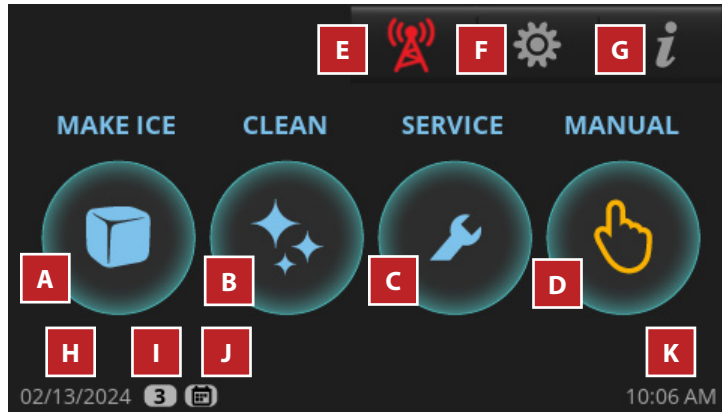 E F G i
MAKE ICE CLEAN SERVICE MANUAL
A B C D
H I J K
02/13/2024 3 10:06 AM